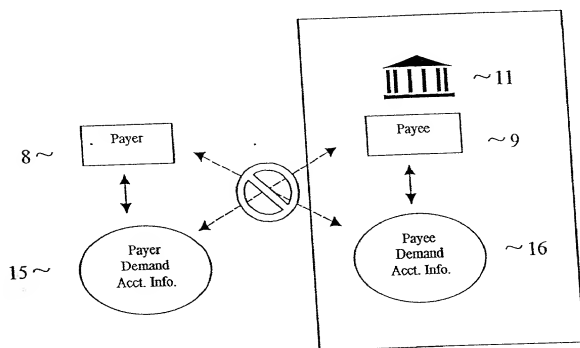 ~ 11
Payer
8 ~
Payee
~ 9
Payer
Demand
Acct. Info.
15 ~
Payee
Demand
Acct. Info.
~ 16